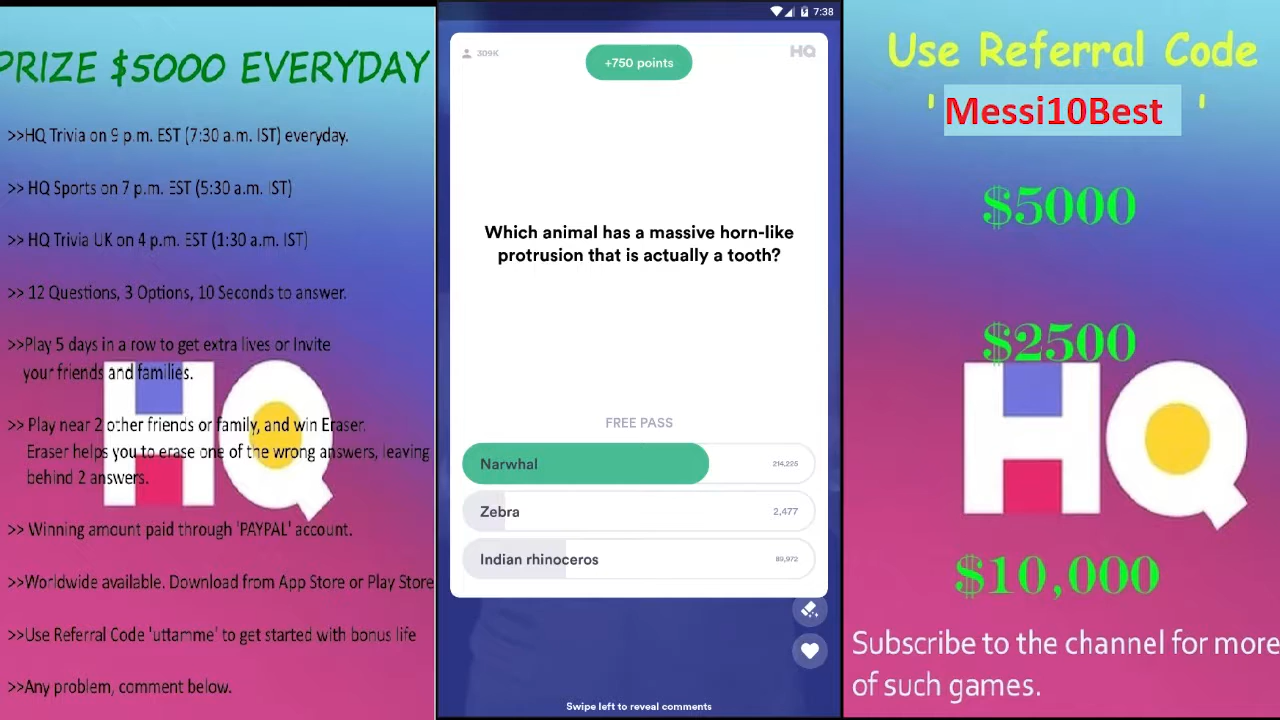 PRIZE $5000 EVERYDAY
>>HQ Trivia on 9 p.m. EST (7:30 a.m. IST) everyday.
>> HQ Sports on 7 p.m. EST (5:30 a.m. IST)
>> HQ Trivia UK on 4 p.m. EST (1:30 a.m. IST)
>> 12 Questions, 3 Options, 10 Seconds to answer.
>>Play 5 days in a row to get extra lives or Invite
your friends and families.
>> Play near 2 other friends or family, and win Eraser.
Eraser helps you to erase one of the wrong answers, leaving
behind 2 answers.
>> Winning amount paid through 'PAYPAL' account.
>>Worldwide available. Download from App Store or Play Store
>>Use Referral Code 'uttamme' to get started with bonus life
>>Any problem, comment below.
HQ
7:38
309K
+750 points
HQ
Which animal has a massive horn-like
protrusion that is actually a tooth?
FREE PASS
Narwhal 214,225
Zebra 2,477
Indian rhinoceros 89,972
Swipe left to reveal comments
Use Referral Code
' Messi10Best '
$5000
$2500
HQ
$10,000
Subscribe to the channel for more
of such games.